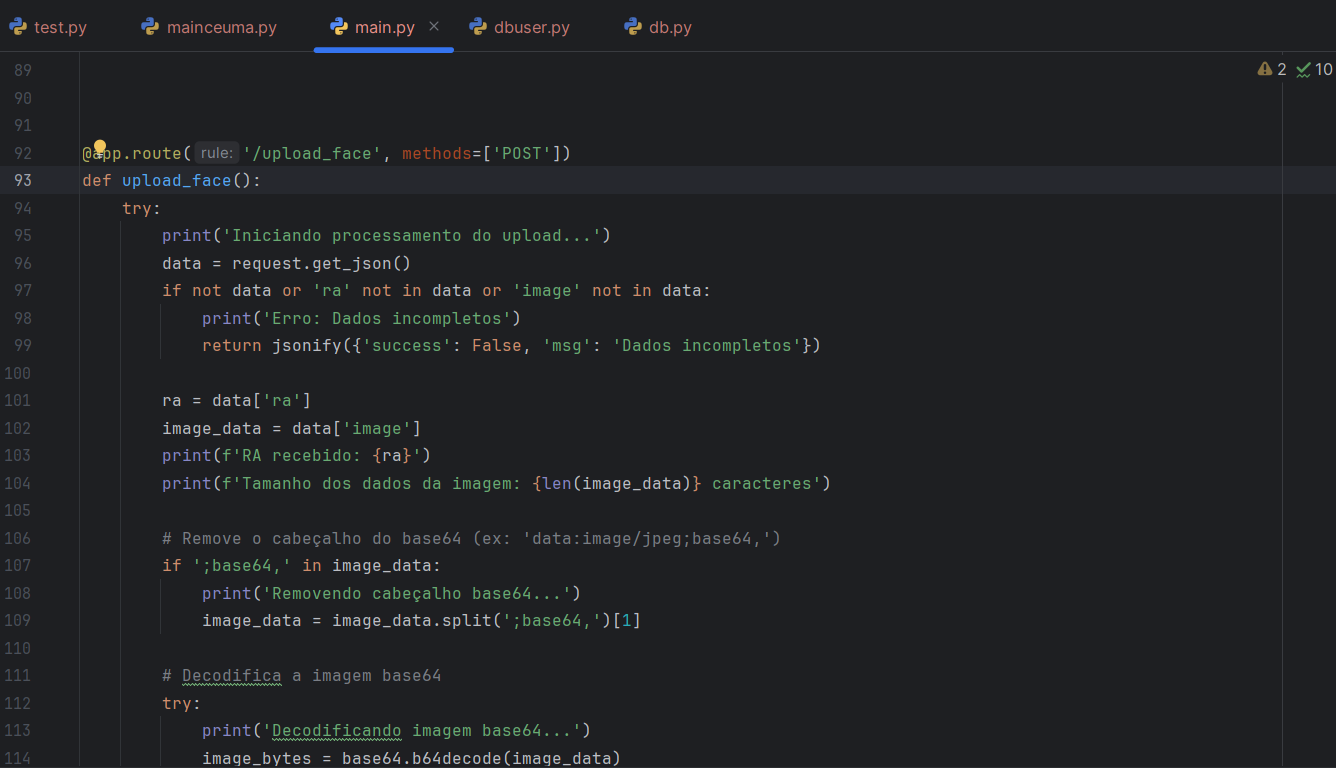 test.py mainceuma.py main.py dbuser.py db.py
2 10
89
90
91
92 @app.route( rule: '/upload_face', methods=['POST'])
93 def upload_face():
94     try:
95         print('Iniciando processamento do upload...')
96         data = request.get_json()
97         if not data or 'ra' not in data or 'image' not in data:
98             print('Erro: Dados incompletos')
99             return jsonify({'success': False, 'msg': 'Dados incompletos'})
100
101         ra = data['ra']
102         image_data = data['image']
103         print(f'RA recebido: {ra}')
104         print(f'Tamanho dos dados da imagem: {len(image_data)} caracteres')
105
106         # Remove o cabeçalho do base64 (ex: 'data:image/jpeg;base64,')
107         if ';base64,' in image_data:
108             print('Removendo cabeçalho base64...')
109             image_data = image_data.split(';base64,')[1]
110
111         # Decodifica a imagem base64
112         try:
113             print('Decodificando imagem base64...')
114             image_bytes = base64.b64decode(image_data)